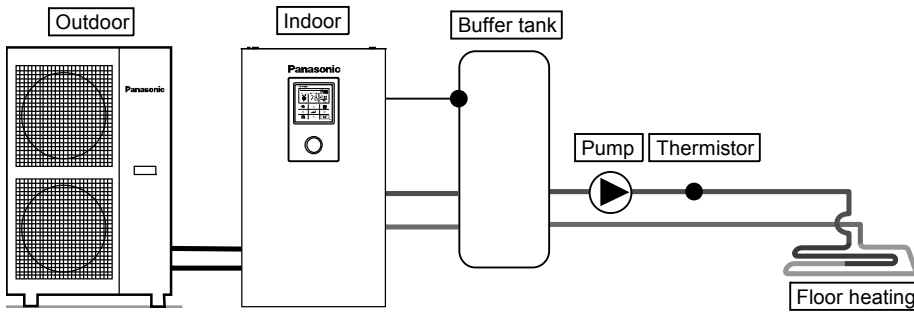 Outdoor
Indoor
Buffer tank
Panasonic
Panasonic
Pump
Thermistor
Floor heating